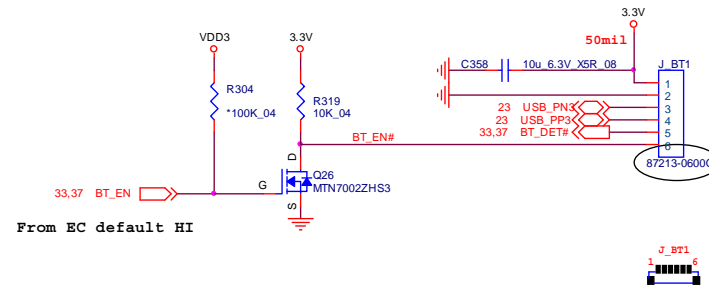 3.3V
VDD3
3.3V
50mil
C358
10u_6.3V_X5R_08
J_BT1
R304
*100K_04
R319
10K_04
1
2
23 USB_PN3
3
23 USB_PP3
4
33,37 BT_DET#
5
BT_EN#
6
87213-0600G
D
Q26
MTN7002ZHS3
G
S
33,37 BT_EN
From EC default HI
J_BT1
1 6